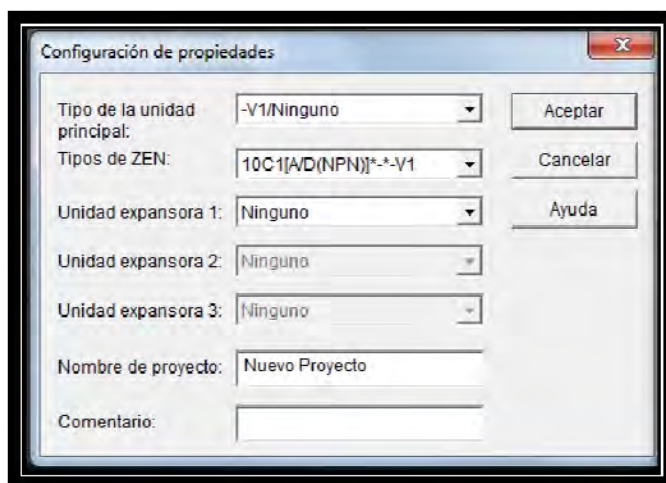 Configuración de propiedades
Tipo de la unidad principal: -V1/Ninguno Aceptar
Tipos de ZEN: 10C1[A/D(NPN)]*-*-V1 Cancelar
Unidad expansora 1: Ninguno Ayuda
Unidad expansora 2: Ninguno
Unidad expansora 3: Ninguno
Nombre de proyecto: Nuevo Proyecto
Comentario: